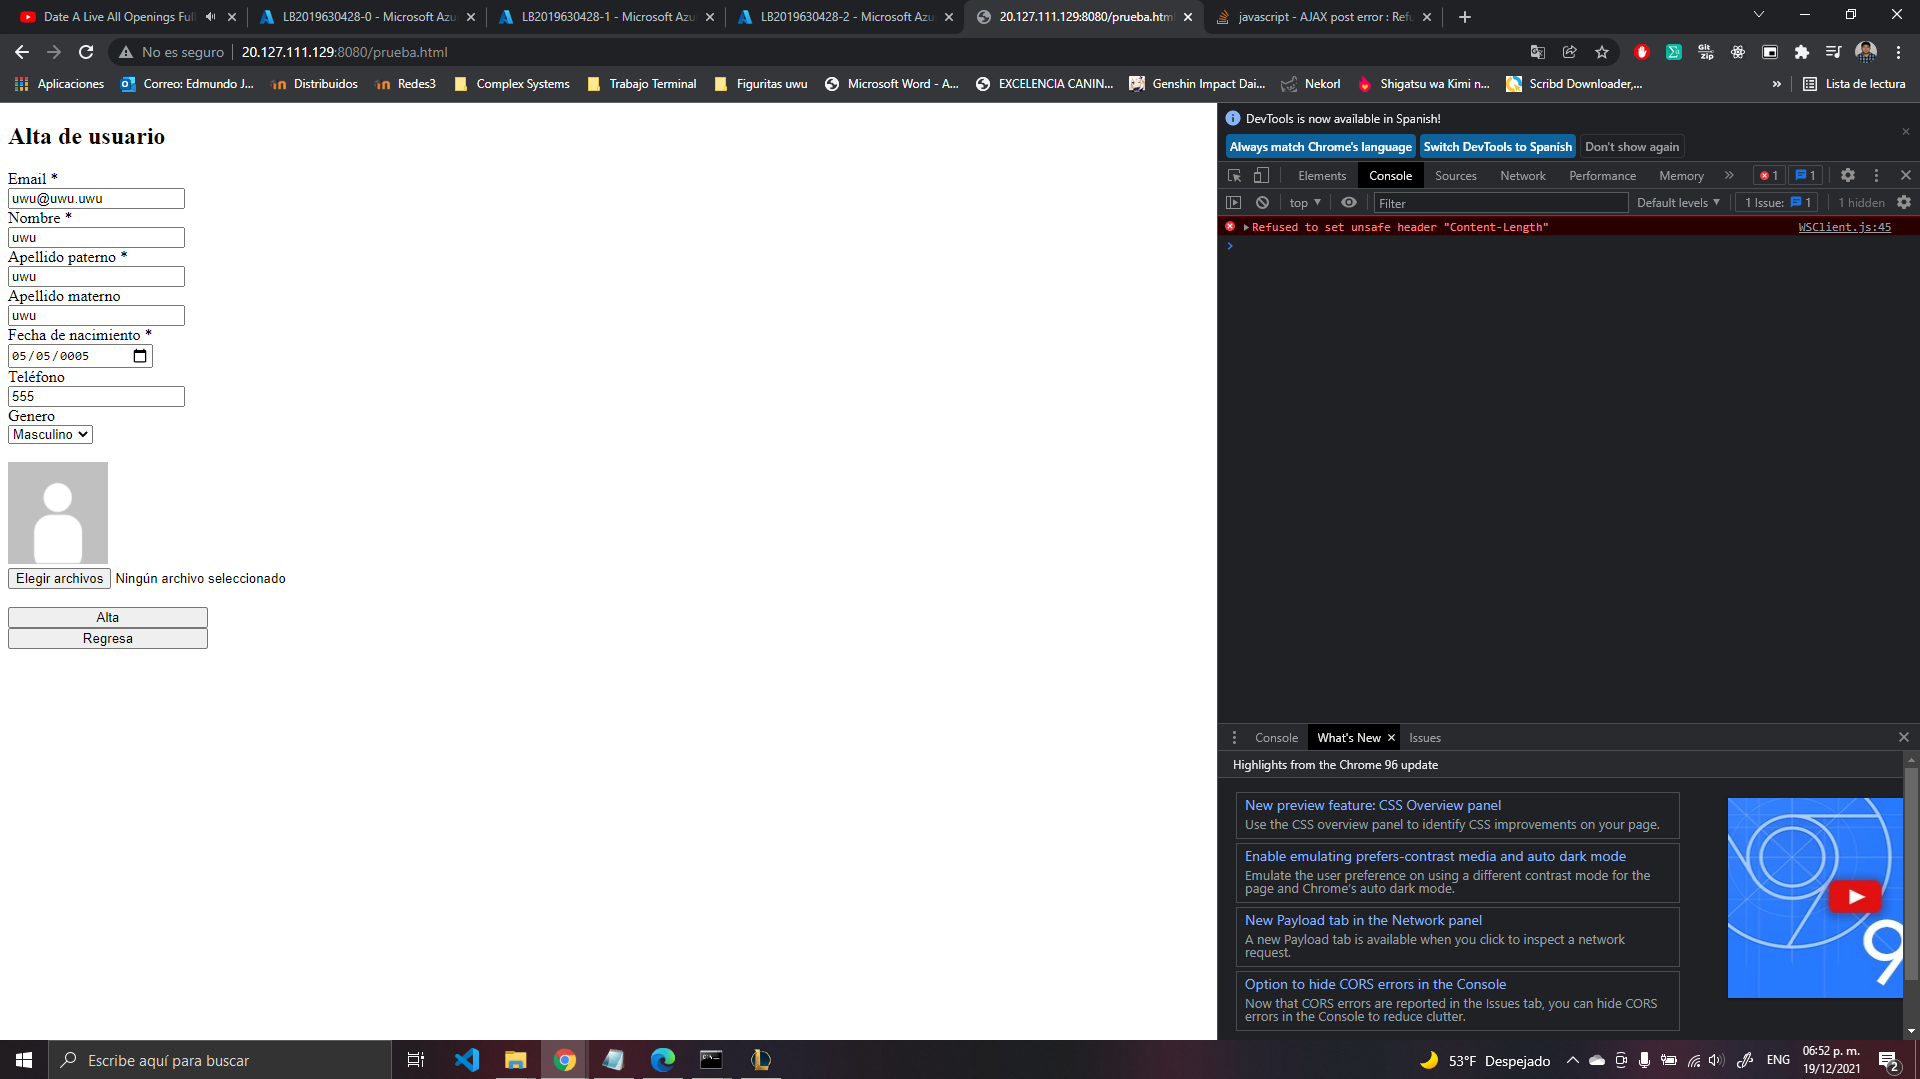 Date A Live All Openings Full
LB2019630428-0 - Microsoft Azu
LB2019630428-1 - Microsoft Azu
LB2019630428-2 - Microsoft Azu
20.127.111.129:8080/prueba.htm
javascript - AJAX post error : Refu
No es seguro
20.127.111.129:8080/prueba.html
Git
zip
Aplicaciones
Correo: Edmundo J...
Distribuidos
Redes3
Complex Systems
Trabajo Terminal
Figuritas uwu
Microsoft Word - A...
EXCELENCIA CANIN...
Genshin Impact Dai...
Nekorl
Shigatsu wa Kimi n...
Scribd Downloader,...
»
Lista de lectura
Alta de usuario
Email *
uwu@uwu.uwu
Nombre *
uwu
Apellido paterno *
uwu
Apellido materno
uwu
Fecha de nacimiento *
05/05/0005
Teléfono
555
Genero
Masculino
Elegir archivos Ningún archivo seleccionado
Alta
Regresa
DevTools is now available in Spanish!
Always match Chrome's language
Switch DevTools to Spanish
Don't show again
Elements
Console
Sources
Network
Performance
Memory
»
1
1
top
Filter
Default levels
1 Issue: 1
1 hidden
Refused to set unsafe header "Content-Length"
WSClient.js:45
Console
What's New
Issues
Highlights from the Chrome 96 update
New preview feature: CSS Overview panel
Use the CSS overview panel to identify CSS improvements on your page.
Enable emulating prefers-contrast media and auto dark mode
Emulate the user preference on using a different contrast mode for the
page and Chrome's auto dark mode.
New Payload tab in the Network panel
A new Payload tab is available when you click to inspect a network
request.
Option to hide CORS errors in the Console
Now that CORS errors are reported in the Issues tab, you can hide CORS
errors in the Console to reduce clutter.
9
Escribe aquí para buscar
53°F Despejado
ENG
06:52 p. m.
19/12/2021
2